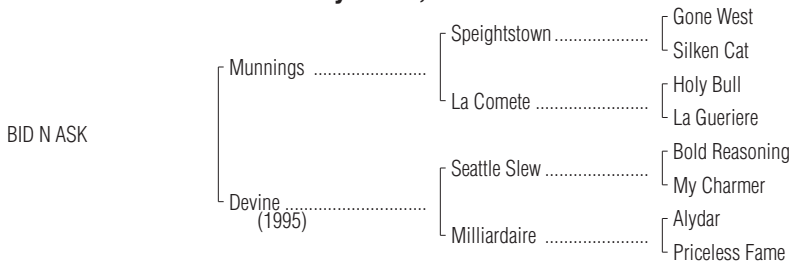 Gone West
Speightstown
Silken Cat
Munnings
Holy Bull
La Comete
La Gueriere
BID N ASK
Bold Reasoning
Seattle Slew
My Charmer
Devine
(1995)
Alydar
Milliardaire
Priceless Fame